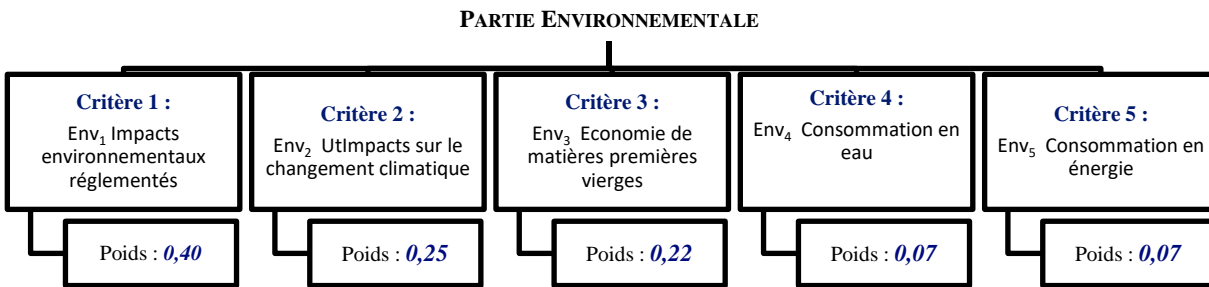 PARTIE ENVIRONNEMENTALE
Critère 1 :
Env1 Impacts
environnementaux
réglementés
Poids : 0,40
Critère 2 :
Env2 UtImpacts sur le
changement climatique
Poids : 0,25
Critère 3 :
Env3 Economie de
matières premières
vierges
Poids : 0,22
Critère 4 :
Env4 Consommation en
eau
Poids : 0,07
Critère 5 :
Env5 Consommation en
énergie
Poids : 0,07